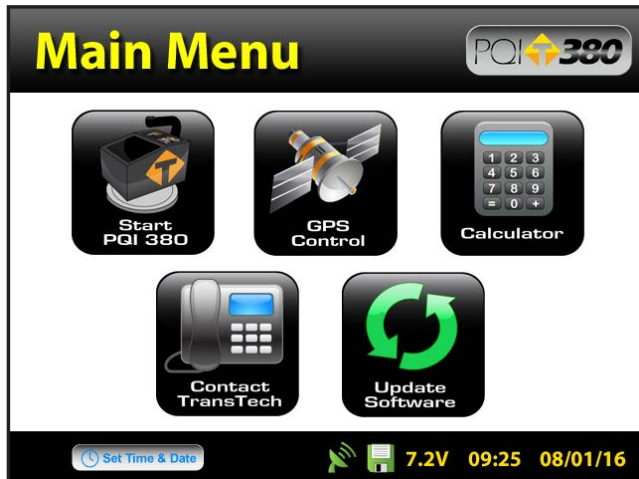 Main Menu
PQI T 380
Start
PQI 380
GPS
Control
1 2 3
4 5 6
7 8 9
= 0 +
Calculator
Contact
TransTech
Update
Software
Set Time & Date
7.2V 09:25 08/01/16